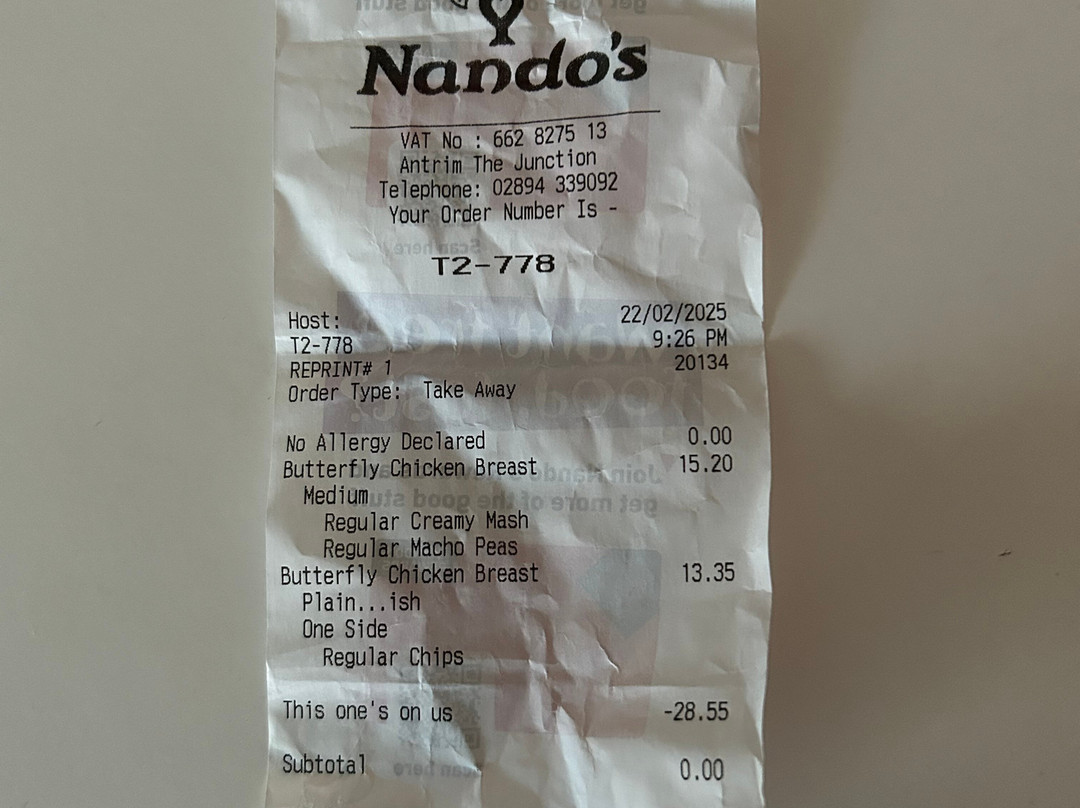 Nando's
VAT No : 662 8275 13
Antrim The Junction
Telephone: 02894 339092
Your Order Number Is -
T2-778
Host: 22/02/2025
T2-778 9:26 PM
REPRINT# 1 20134
Order Type: Take Away
No Allergy Declared 0.00
Butterfly Chicken Breast 15.20
Medium
Regular Creamy Mash
Regular Macho Peas
Butterfly Chicken Breast 13.35
Plain...ish
One Side
Regular Chips
This one's on us -28.55
Subtotal 0.00